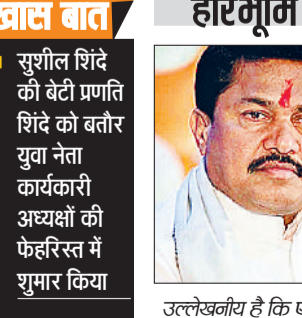 खास बात
सुशील शिंदे
की बेटी प्रणति
शिंदे को बतौर
युवा नेता
कार्यकारी
अध्यक्षों की
फेहरिस्त में
शुमार किया
हरिभूमि
उल्लेखनीय है कि